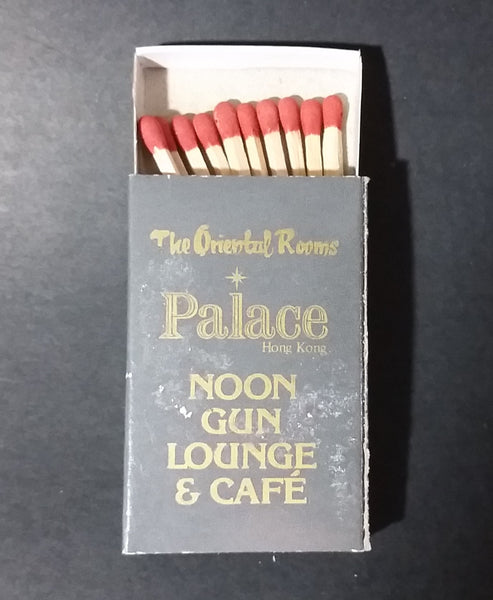 The Oriental Rooms
Palace
Hong Kong
NOON
GUN
LOUNGE
& CAFÉ